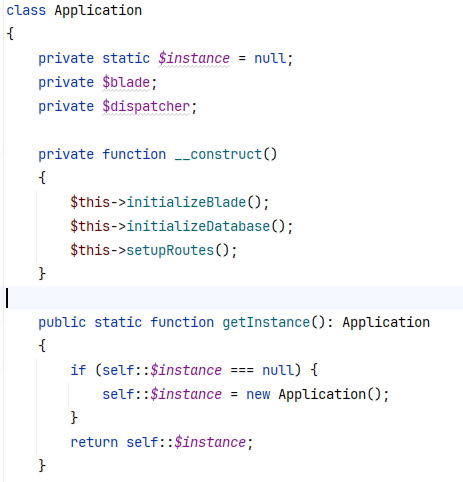 class Application
{
    private static $instance = null;
    private $blade;
    private $dispatcher;

    private function __construct()
    {
        $this->initializeBlade();
        $this->initializeDatabase();
        $this->setupRoutes();
    }

    public static function getInstance(): Application
    {
        if (self::$instance === null) {
            self::$instance = new Application();
        }
        return self::$instance;
    }